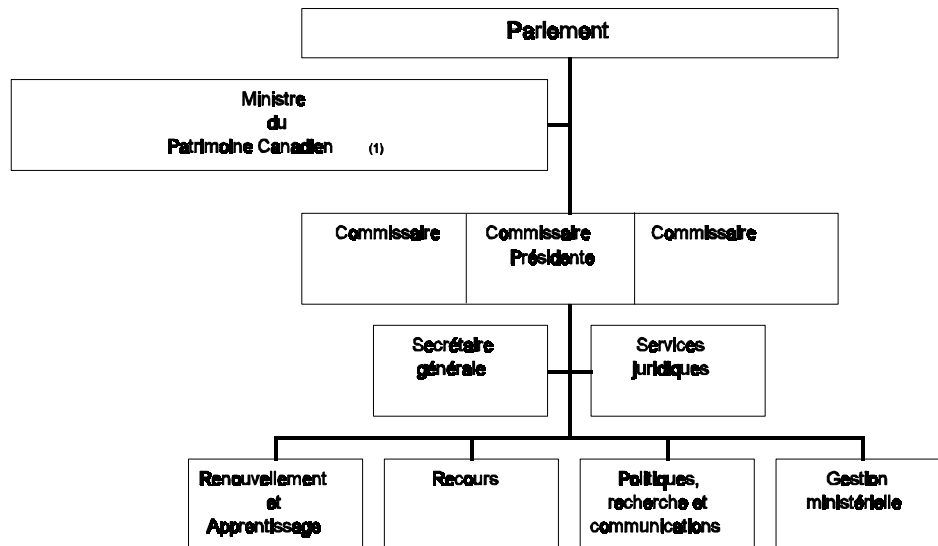 Parlement
Ministre
du
Patrimoine Canadien (1)
Commissaire
Commissaire
Présidente
Commissaire
Secrétaire
générale
Services
juridiques
Renouvellement
et
Apprentissage
Recours
Politiques,
recherche et
communications
Gestion
ministérielle